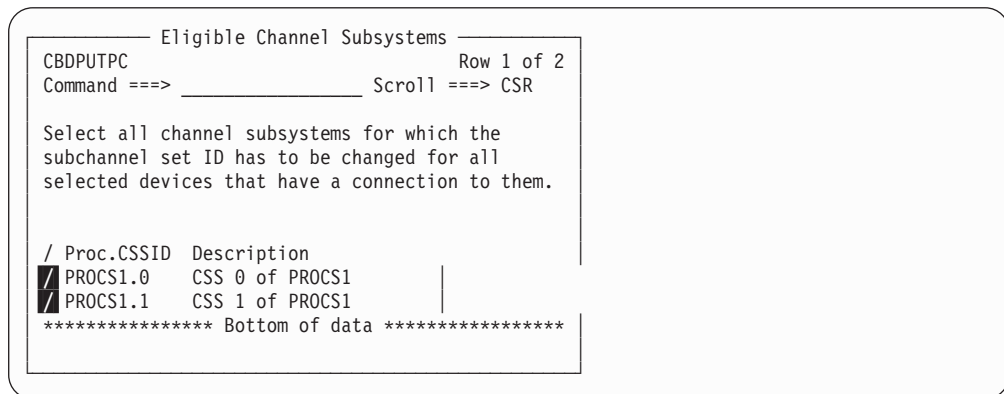 Eligible Channel Subsystems
CBDPUTPC Row 1 of 2
Command ===> _________________ Scroll ===> CSR
Select all channel subsystems for which the
subchannel set ID has to be changed for all
selected devices that have a connection to them.
/ Proc.CSSID Description
/ PROCS1.0 CSS 0 of PROCS1
/ PROCS1.1 CSS 1 of PROCS1
**************** Bottom of data *****************